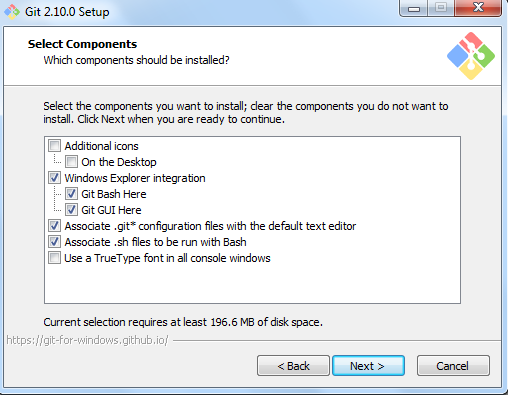 Git 2.10.0 Setup
Select Components
Which components should be installed?
Select the components you want to install; clear the components you do not want to
install. Click Next when you are ready to continue.
Additional icons
On the Desktop
Windows Explorer integration
Git Bash Here
Git GUI Here
Associate .git* configuration files with the default text editor
Associate .sh files to be run with Bash
Use a TrueType font in all console windows
Current selection requires at least 196.6 MB of disk space.
https://git-for-windows.github.io/
< Back
Next >
Cancel